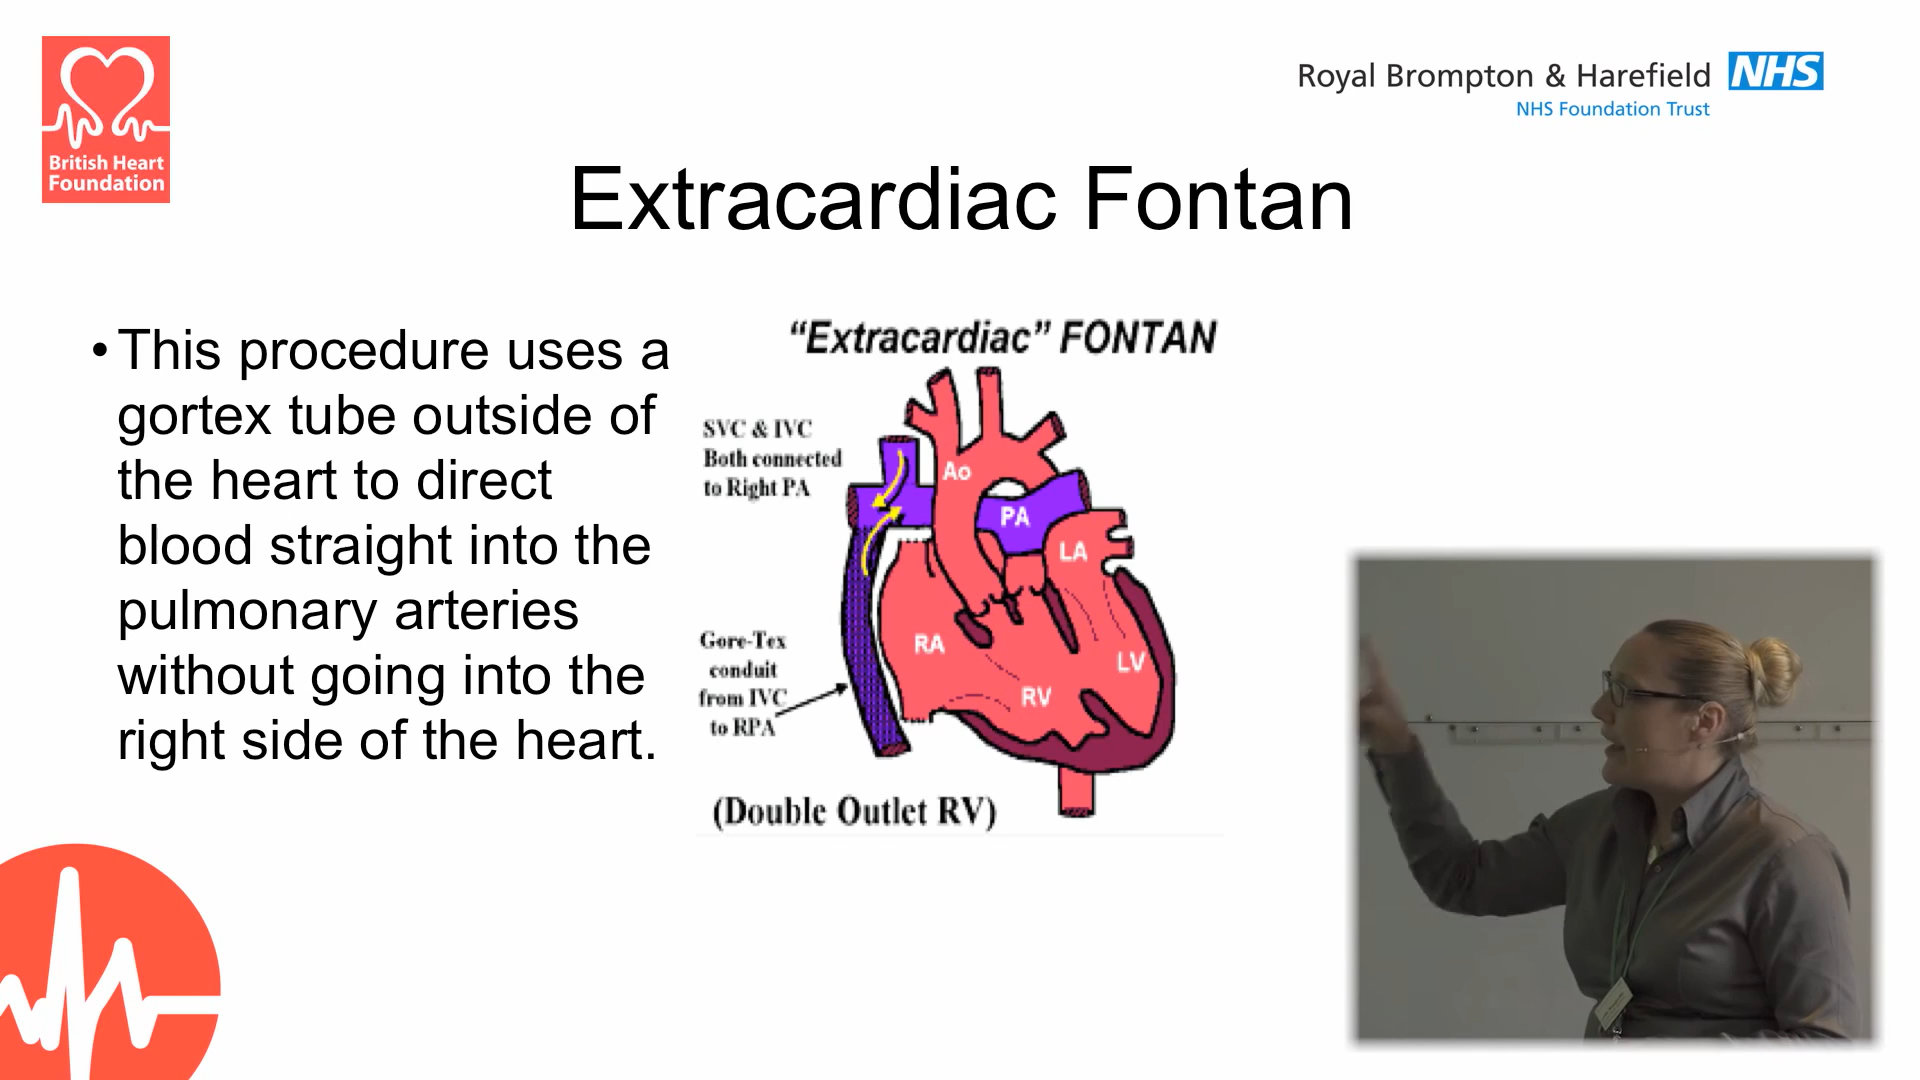 British Heart
Foundation
Royal Brompton & Harefield NHS
NHS Foundation Trust
Extracardiac Fontan
• This procedure uses a
gortex tube outside of
the heart to direct
blood straight into the
pulmonary arteries
without going into the
right side of the heart.
“Extracardiac” FONTAN
SVC & IVC
Both connected
to Right PA
Ao
PA
LA
RA
LV
RV
Gore-Tex
conduit
from IVC
to RPA
(Double Outlet RV)